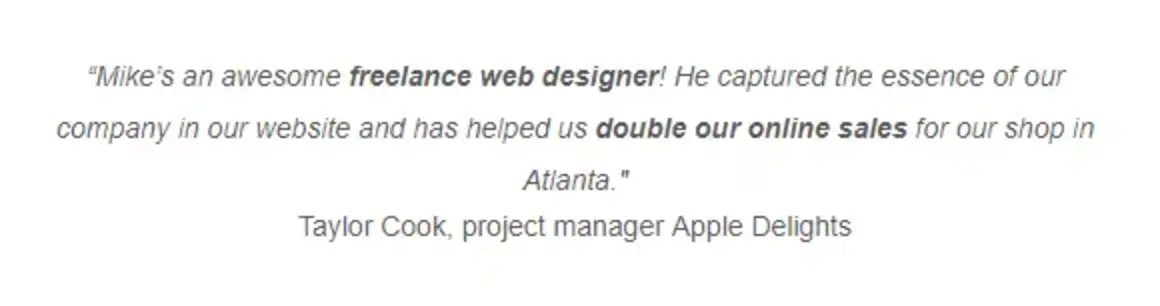 “Mike’s an awesome freelance web designer! He captured the essence of our
company in our website and has helped us double our online sales for our shop in
Atlanta."
Taylor Cook, project manager Apple Delights